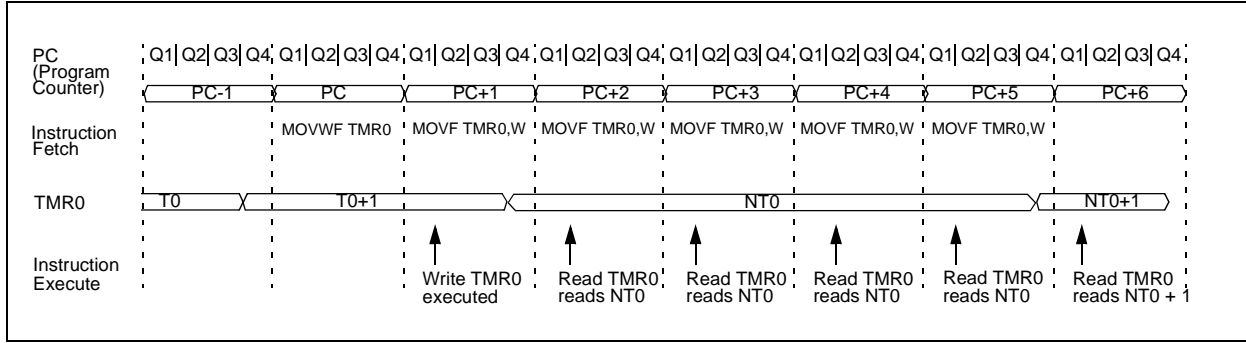 PC
(Program
Counter)
Q1 Q2 Q3 Q4 Q1 Q2 Q3 Q4 Q1 Q2 Q3 Q4 Q1 Q2 Q3 Q4 Q1 Q2 Q3 Q4 Q1 Q2 Q3 Q4 Q1 Q2 Q3 Q4 Q1 Q2 Q3 Q4
PC-1 PC PC+1 PC+2 PC+3 PC+4 PC+5 PC+6
Instruction
Fetch
MOVWF TMR0 MOVF TMR0,W MOVF TMR0,W MOVF TMR0,W MOVF TMR0,W MOVF TMR0,W
TMR0
T0 T0+1 NT0 NT0+1
Instruction
Execute
Write TMR0
executed
Read TMR0
reads NT0
Read TMR0
reads NT0
Read TMR0
reads NT0
Read TMR0
reads NT0
Read TMR0
reads NT0 + 1